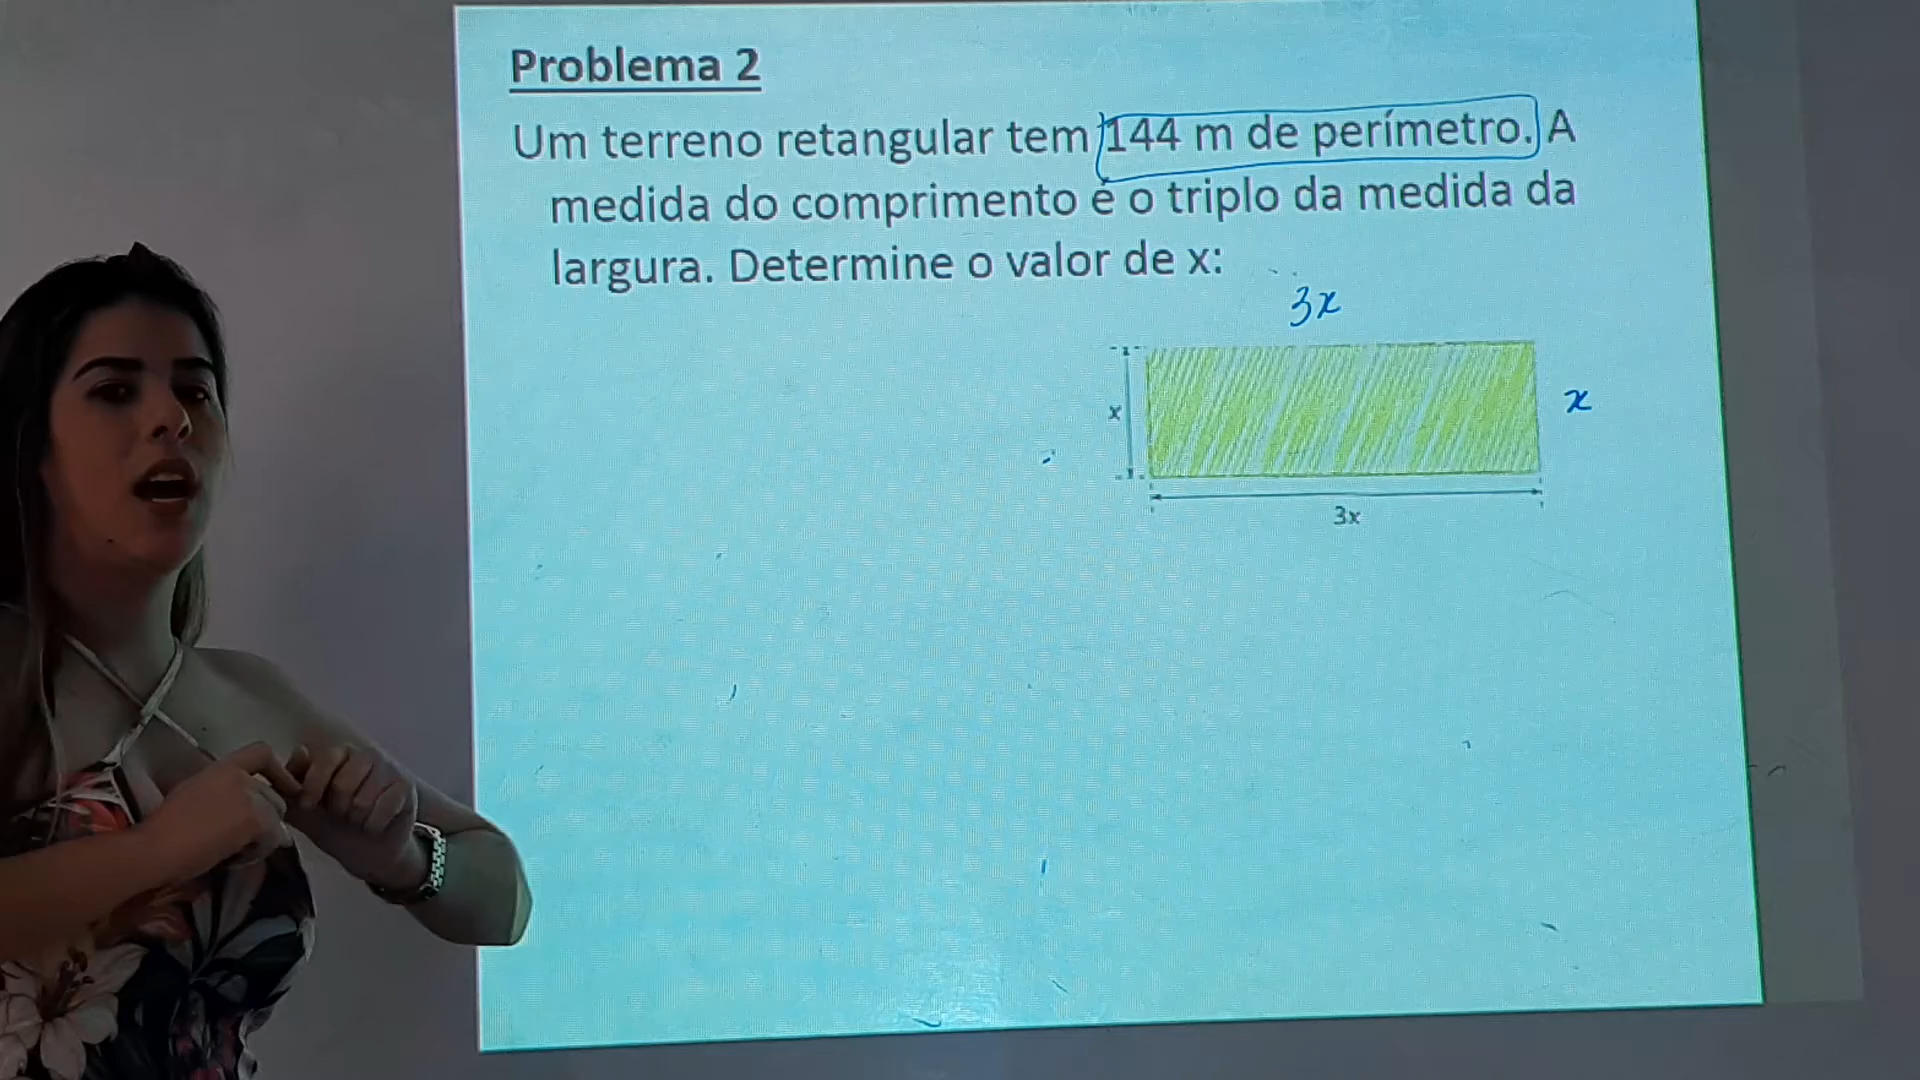 Problema 2
Um terreno retangular tem 144 m de perímetro. A
medida do comprimento é o triplo da medida da
largura. Determine o valor de x:
3x
x
x
3x